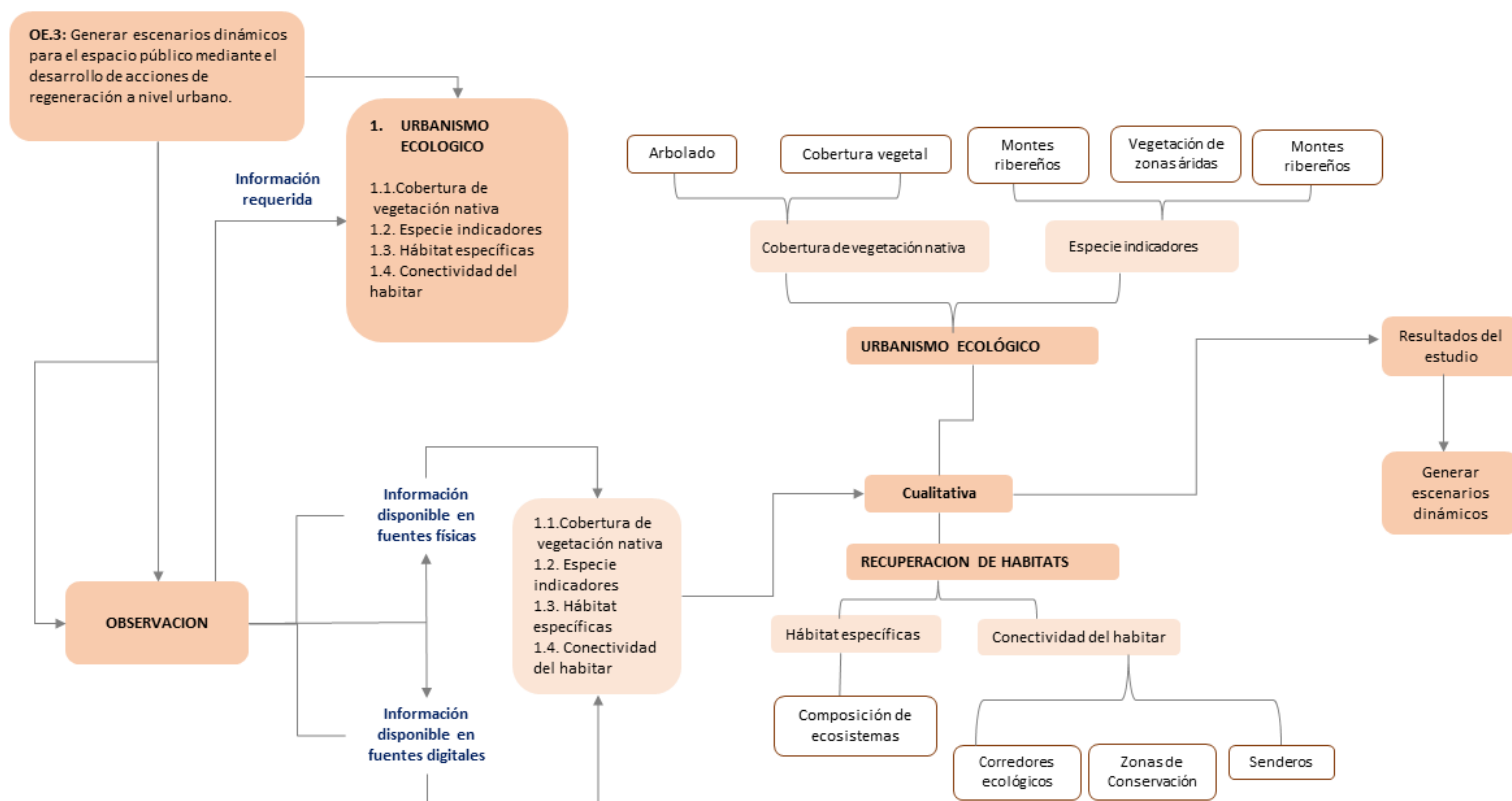 OE.3: Generar escenarios dinámicos
para el espacio público mediante el
desarrollo de acciones de
regeneración a nivel urbano.
1. URBANISMO
ECOLOGICO
1.1.Cobertura de
vegetación nativa
1.2. Especie indicadores
1.3. Hábitat específicas
1.4. Conectividad del
habitar
Información
requerida
OBSERVACION
Información
disponible en
fuentes físicas
Información
disponible en
fuentes digitales
1.1.Cobertura de
vegetación nativa
1.2. Especie
indicadores
1.3. Hábitat
específicas
1.4. Conectividad
del habitar
Arbolado
Cobertura vegetal
Montes
ribereños
Vegetación de
zonas áridas
Montes
ribereños
Cobertura de vegetación nativa
Especie indicadores
URBANISMO ECOLÓGICO
Cualitativa
RECUPERACION DE HABITATS
Hábitat específicas
Conectividad del habitar
Composición de
ecosistemas
Corredores
ecológicos
Zonas de
Conservación
Senderos
Resultados del
estudio
Generar
escenarios
dinámicos